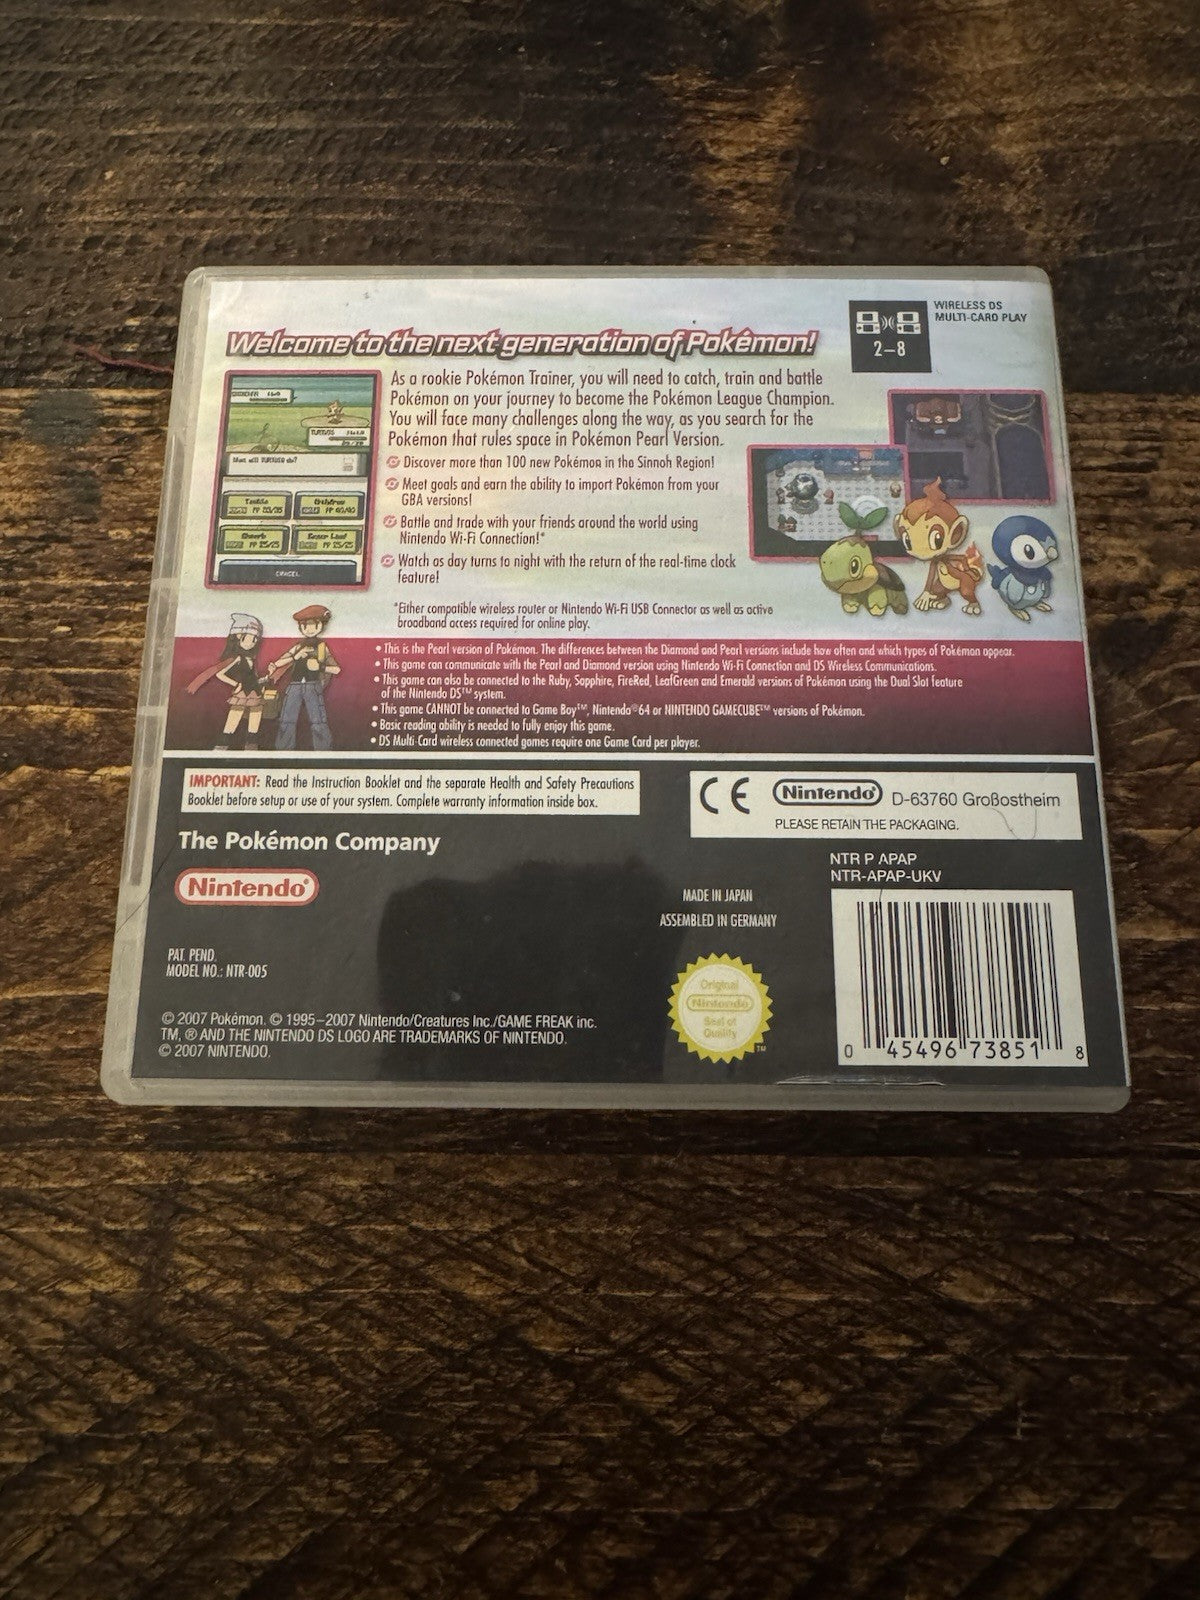 WIRELESS DS
MULTI-CARD PLAY
2–8
Welcome to the next generation of Pokémon!
As a rookie Pokémon Trainer, you will need to catch, train and battle
Pokémon on your journey to become the Pokémon League Champion.
You will face many challenges along the way, as you search for the
Pokémon that rules space in Pokémon Pearl Version.
Discover more than 100 new Pokémon in the Sinnoh Region!
Meet goals and earn the ability to import Pokémon from your
GBA versions!
Battle and trade with your friends around the world using
Nintendo Wi-Fi Connection!*
Watch as day turns to night with the return of the real-time clock
feature!
*Either compatible wireless router or Nintendo Wi-Fi USB Connector as well as active
broadband access required for online play.
What will TURTWIG do?
Tackle
Withdraw
Absorb
Razor Leaf
CANCEL
• This is the Pearl version of Pokémon. The differences between the Diamond and Pearl versions include how often and which types of Pokémon appear.
• This game can communicate with the Pearl and Diamond version using Nintendo Wi-Fi Connection and DS Wireless Communications.
• This game can also be connected to the Ruby, Sapphire, FireRed, LeafGreen and Emerald versions of Pokémon using the Dual Slot feature
of the Nintendo DS™ system.
• This game CANNOT be connected to Game Boy™, Nintendo®64 or NINTENDO GAMECUBE™ versions of Pokémon.
• Basic reading ability is needed to fully enjoy this game.
• DS Multi-Card wireless connected games require one Game Card per player.
IMPORTANT: Read the Instruction Booklet and the separate Health and Safety Precautions
Booklet before setup or use of your system. Complete warranty information inside box.
CE Nintendo® D-63760 Großostheim
PLEASE RETAIN THE PACKAGING.
The Pokémon Company
Nintendo®
NTR P APAP
NTR-APAP-UKV
MADE IN JAPAN
ASSEMBLED IN GERMANY
PAT. PEND.
MODEL NO.: NTR-005
Original
Nintendo
Seal of
Quality
TM
© 2007 Pokémon. © 1995–2007 Nintendo/Creatures Inc./GAME FREAK inc.
TM, ® AND THE NINTENDO DS LOGO ARE TRADEMARKS OF NINTENDO.
© 2007 NINTENDO.
0 45496 73851 8